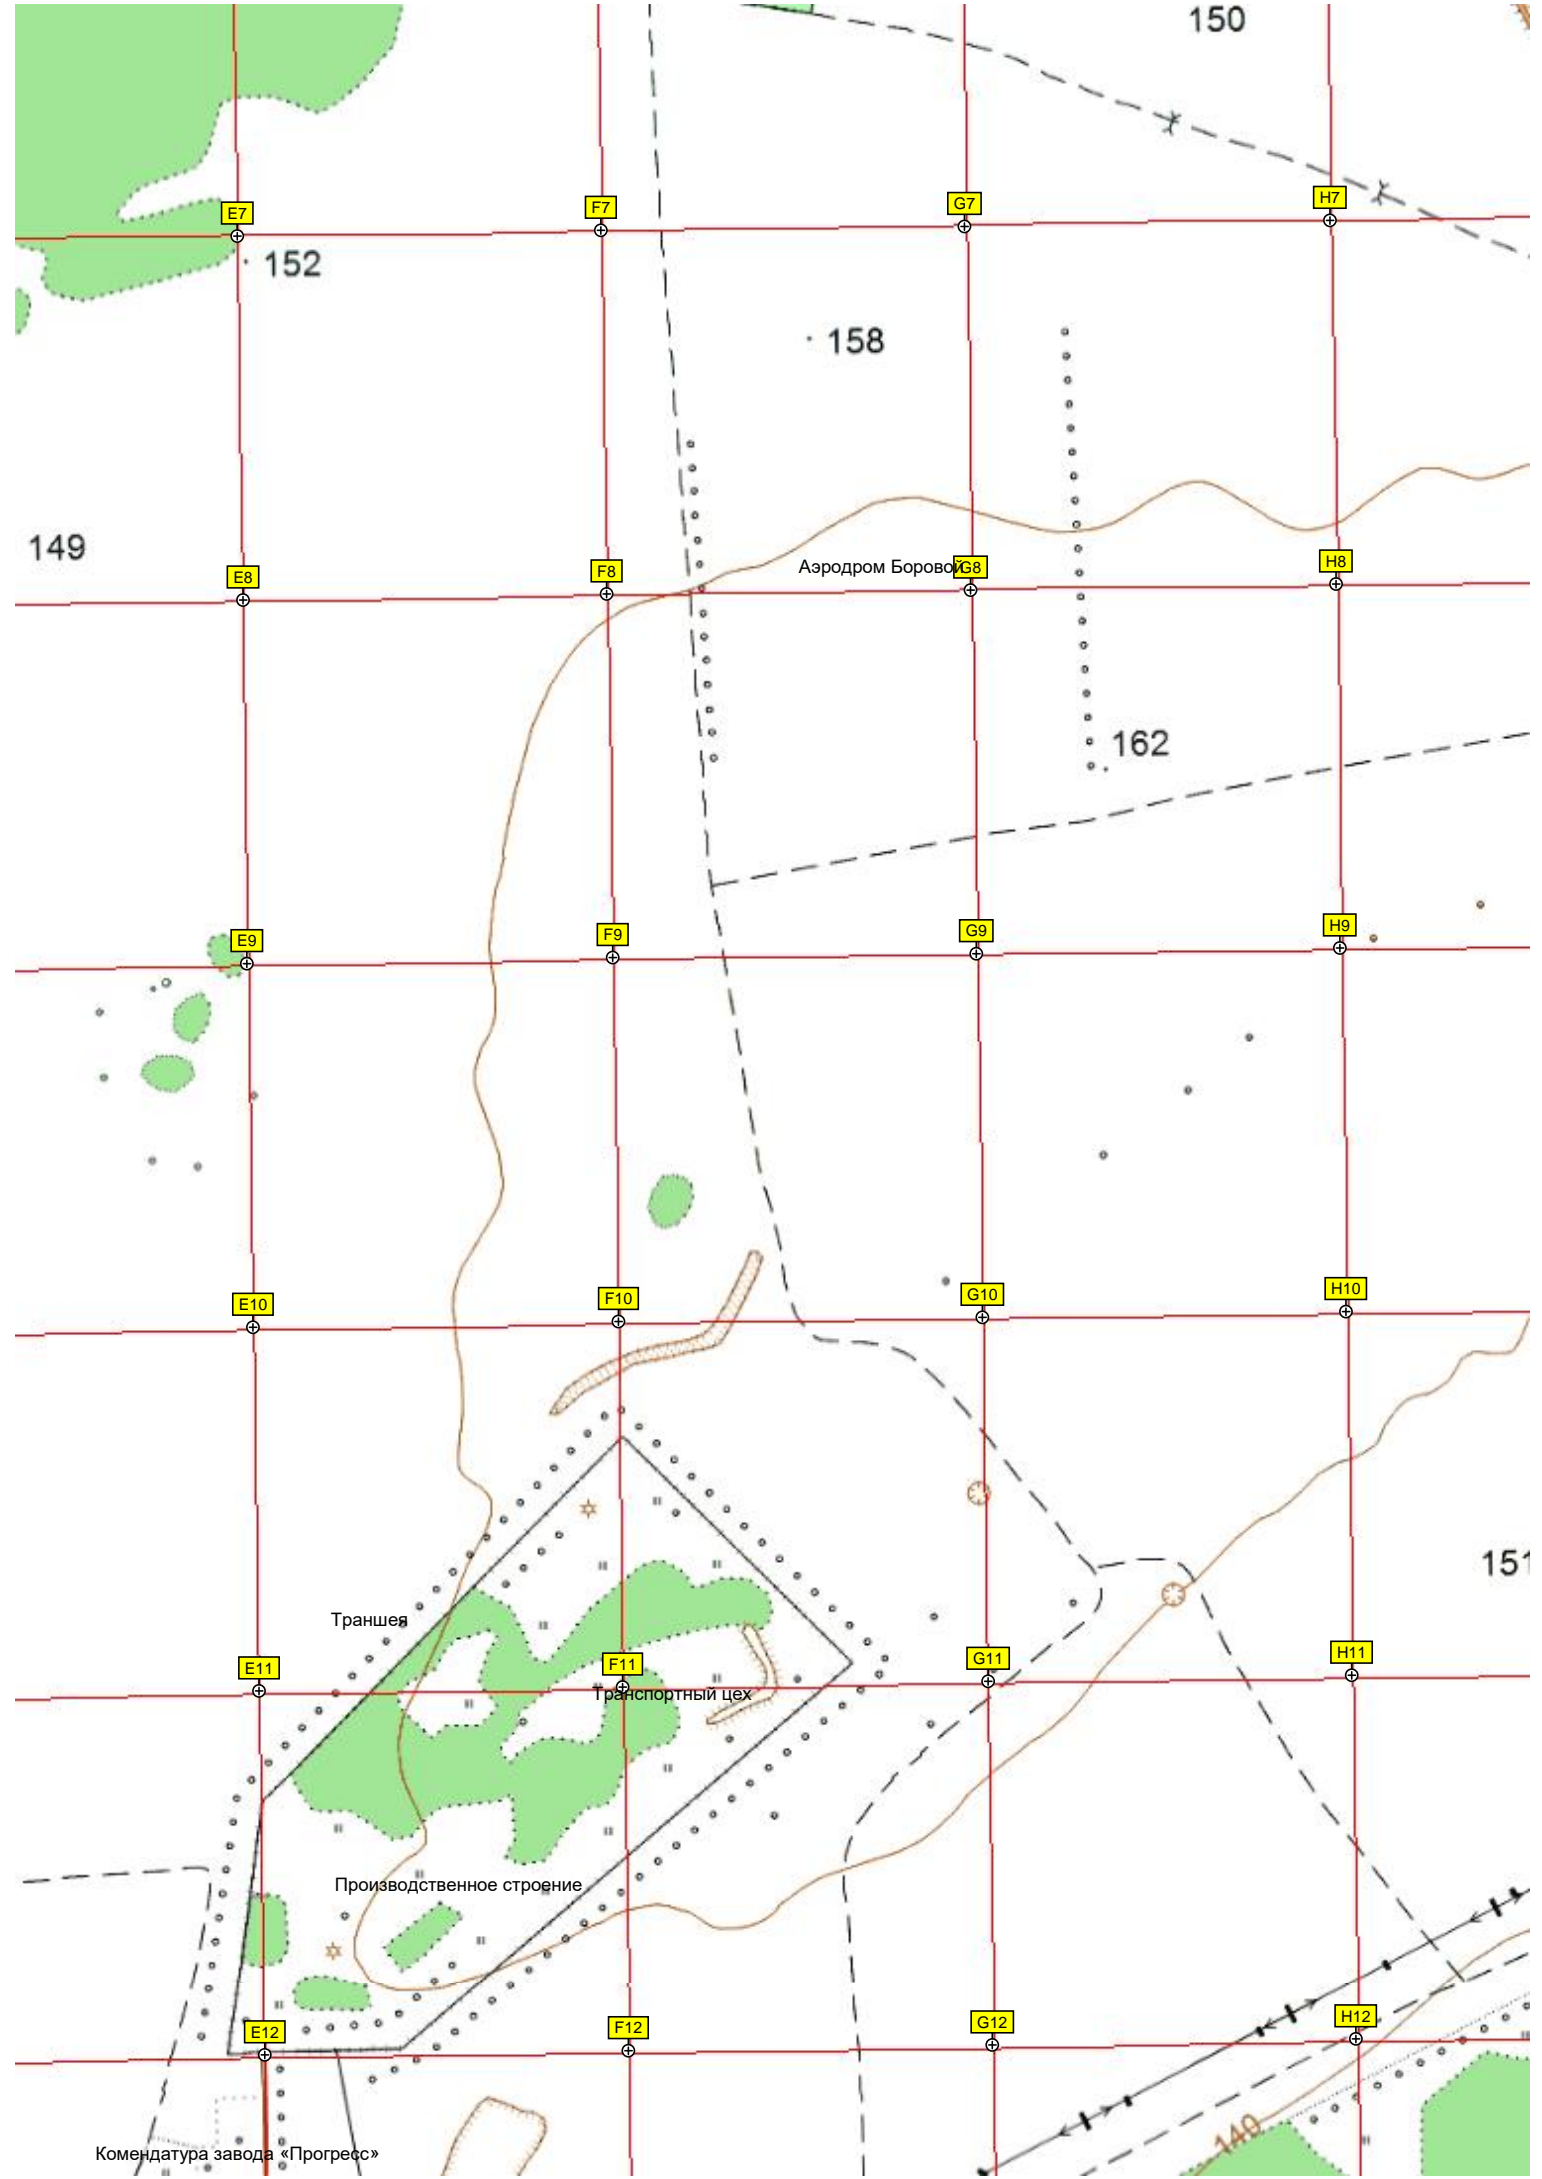 150
E7
F7
G7
H7
152
158
149
E8
F8
Аэродром Боровой
G8
H8
162
E9
F9
G9
H9
E10
F10
G10
H10
151
Траншея
E11
F11
G11
H11
Транспортный цех
Производственное строение
E12
F12
G12
H12
140
Комендатура завода «Прогресс»